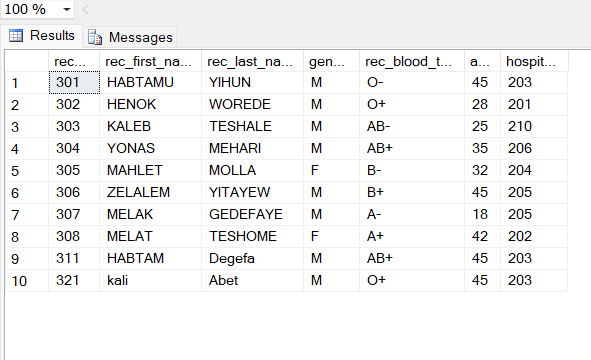 100 %
Results Messages
rec... rec_first_na... rec_last_na... gen... rec_blood_t... a... hospit...
1 301 HABTAMU YIHUN M O- 45 203
2 302 HENOK WOREDE M O+ 28 201
3 303 KALEB TESHALE M AB- 25 210
4 304 YONAS MEHARI M AB+ 35 206
5 305 MAHLET MOLLA F B- 32 204
6 306 ZELALEM YITAYEW M B+ 45 205
7 307 MELAK GEDEFAYE M A- 18 205
8 308 MELAT TESHOME F A+ 42 202
9 311 HABTAM Degefa M AB+ 45 203
10 321 kali Abet M O+ 45 203